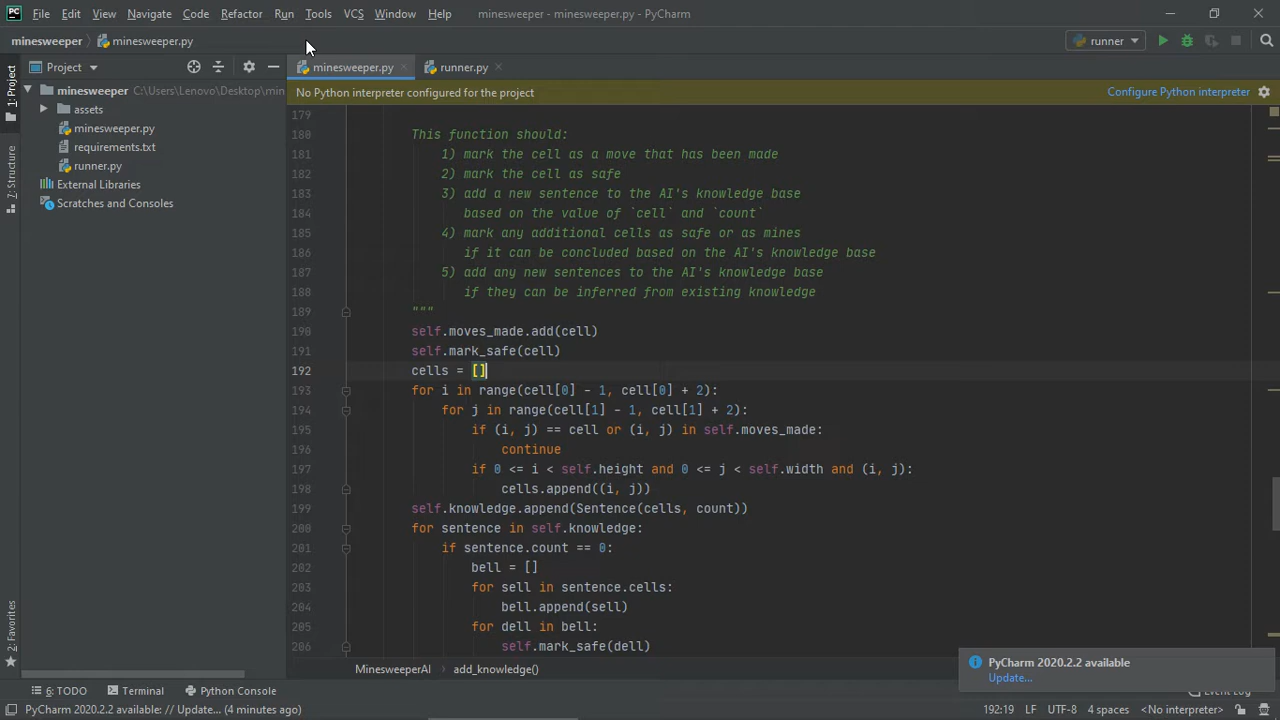 File Edit View Navigate Code Refactor Run Tools VCS Window Help minesweeper - minesweeper.py - PyCharm
minesweeper minesweeper.py runner
1: Project
Project
minesweeper.py runner.py
minesweeper C:\Users\Lenovo\Desktop\min
No Python interpreter configured for the project Configure Python interpreter
assets
minesweeper.py
requirements.txt
runner.py
External Libraries
Scratches and Consoles
7: Structure
2: Favorites
179
180 This function should:
181 1) mark the cell as a move that has been made
182 2) mark the cell as safe
183 3) add a new sentence to the AI's knowledge base
184 based on the value of `cell` and `count`
185 4) mark any additional cells as safe or as mines
186 if it can be concluded based on the AI's knowledge base
187 5) add any new sentences to the AI's knowledge base
188 if they can be inferred from existing knowledge
189 """
190 self.moves_made.add(cell)
191 self.mark_safe(cell)
192 cells = []
193 for i in range(cell[0] - 1, cell[0] + 2):
194 for j in range(cell[1] - 1, cell[1] + 2):
195 if (i, j) == cell or (i, j) in self.moves_made:
196 continue
197 if 0 <= i < self.height and 0 <= j < self.width and (i, j):
198 cells.append((i, j))
199 self.knowledge.append(Sentence(cells, count))
200 for sentence in self.knowledge:
201 if sentence.count == 0:
202 bell = []
203 for sell in sentence.cells:
204 bell.append(sell)
205 for dell in bell:
206 self.mark_safe(dell)
MinesweeperAI add_knowledge()
PyCharm 2020.2.2 available
Update...
6: TODO Terminal Python Console Event Log
PyCharm 2020.2.2 available: // Update... (4 minutes ago) 192:19 LF UTF-8 4 spaces <No interpreter>